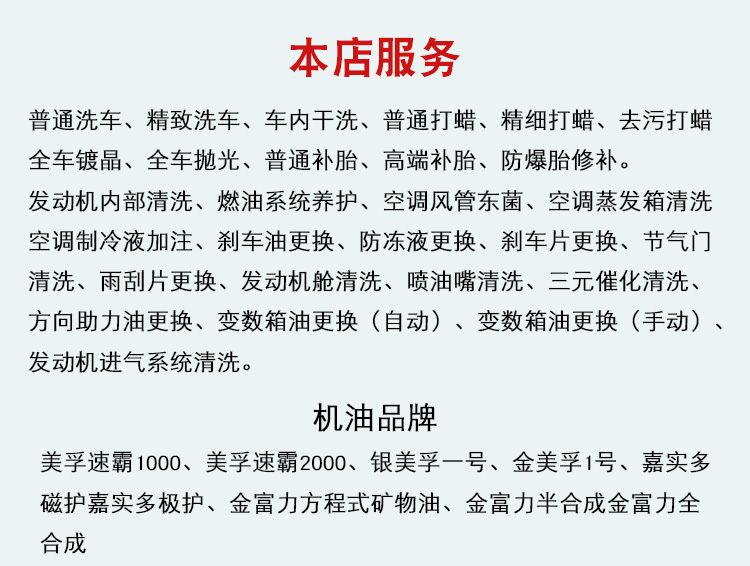 本店服务
普通洗车、精致洗车、车内干洗、普通打蜡、精细打蜡、去污打蜡
全车镀晶、全车抛光、普通补胎、高端补胎、防爆胎修补。
发动机内部清洗、燃油系统养护、空调风管东菌、空调蒸发箱清洗
空调制冷液加注、刹车油更换、防冻液更换、刹车片更换、节气门
清洗、雨刮片更换、发动机舱清洗、喷油嘴清洗、三元催化清洗、
方向助力油更换、变数箱油更换（自动）、变数箱油更换（手动）、
发动机进气系统清洗。
机油品牌
美孚速霸1000、美孚速霸2000、银美孚一号、金美孚1号、嘉实多
磁护嘉实多极护、金富力方程式矿物油、金富力半合成金富力全
合成